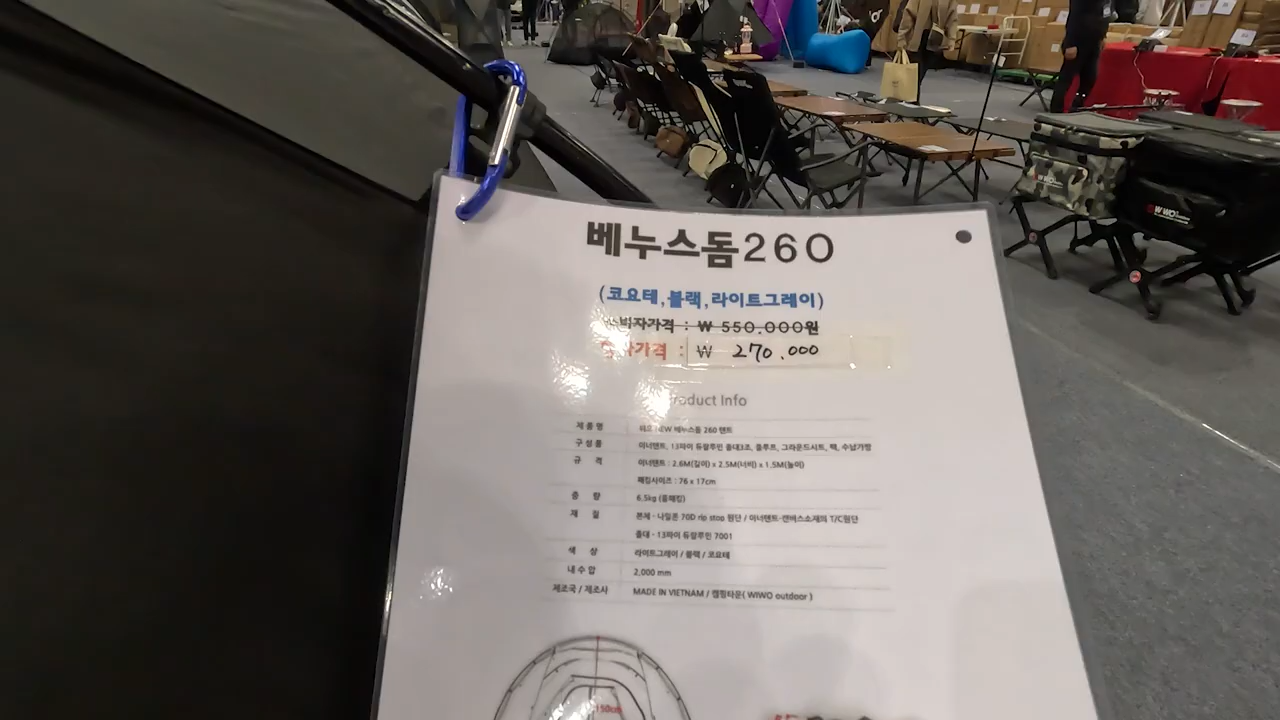 베누스돔260
(코요테,블랙,라이트그레이)
소비자가격 : ₩ 550,000원
가격 : ₩ 270,000
Product Info
제품명 위오 NEW 베누스돔 260 텐트
구성품 이너텐트, 13파이 듀랄루민 폴대3조, 플루프, 그라운드시트, 팩, 수납가방
규 격 이너텐트 : 2.6M(길이) x 2.5M(너비) x 1.5M(높이)
패킹사이즈 : 76 x 17cm
중 량 6.5kg (풀패킹)
재 질 본체 - 나일론 70D rip stop 원단 / 이너텐트-캔버스소재의 T/C원단
폴대 - 13파이 듀랄루민 7001
색 상 라이트그레이 / 블랙 / 코요테
내수압 2,000 mm
제조국 / 제조사 MADE IN VIETNAM / 캠핑타운( WIWO outdoor )
150cm
WIWO